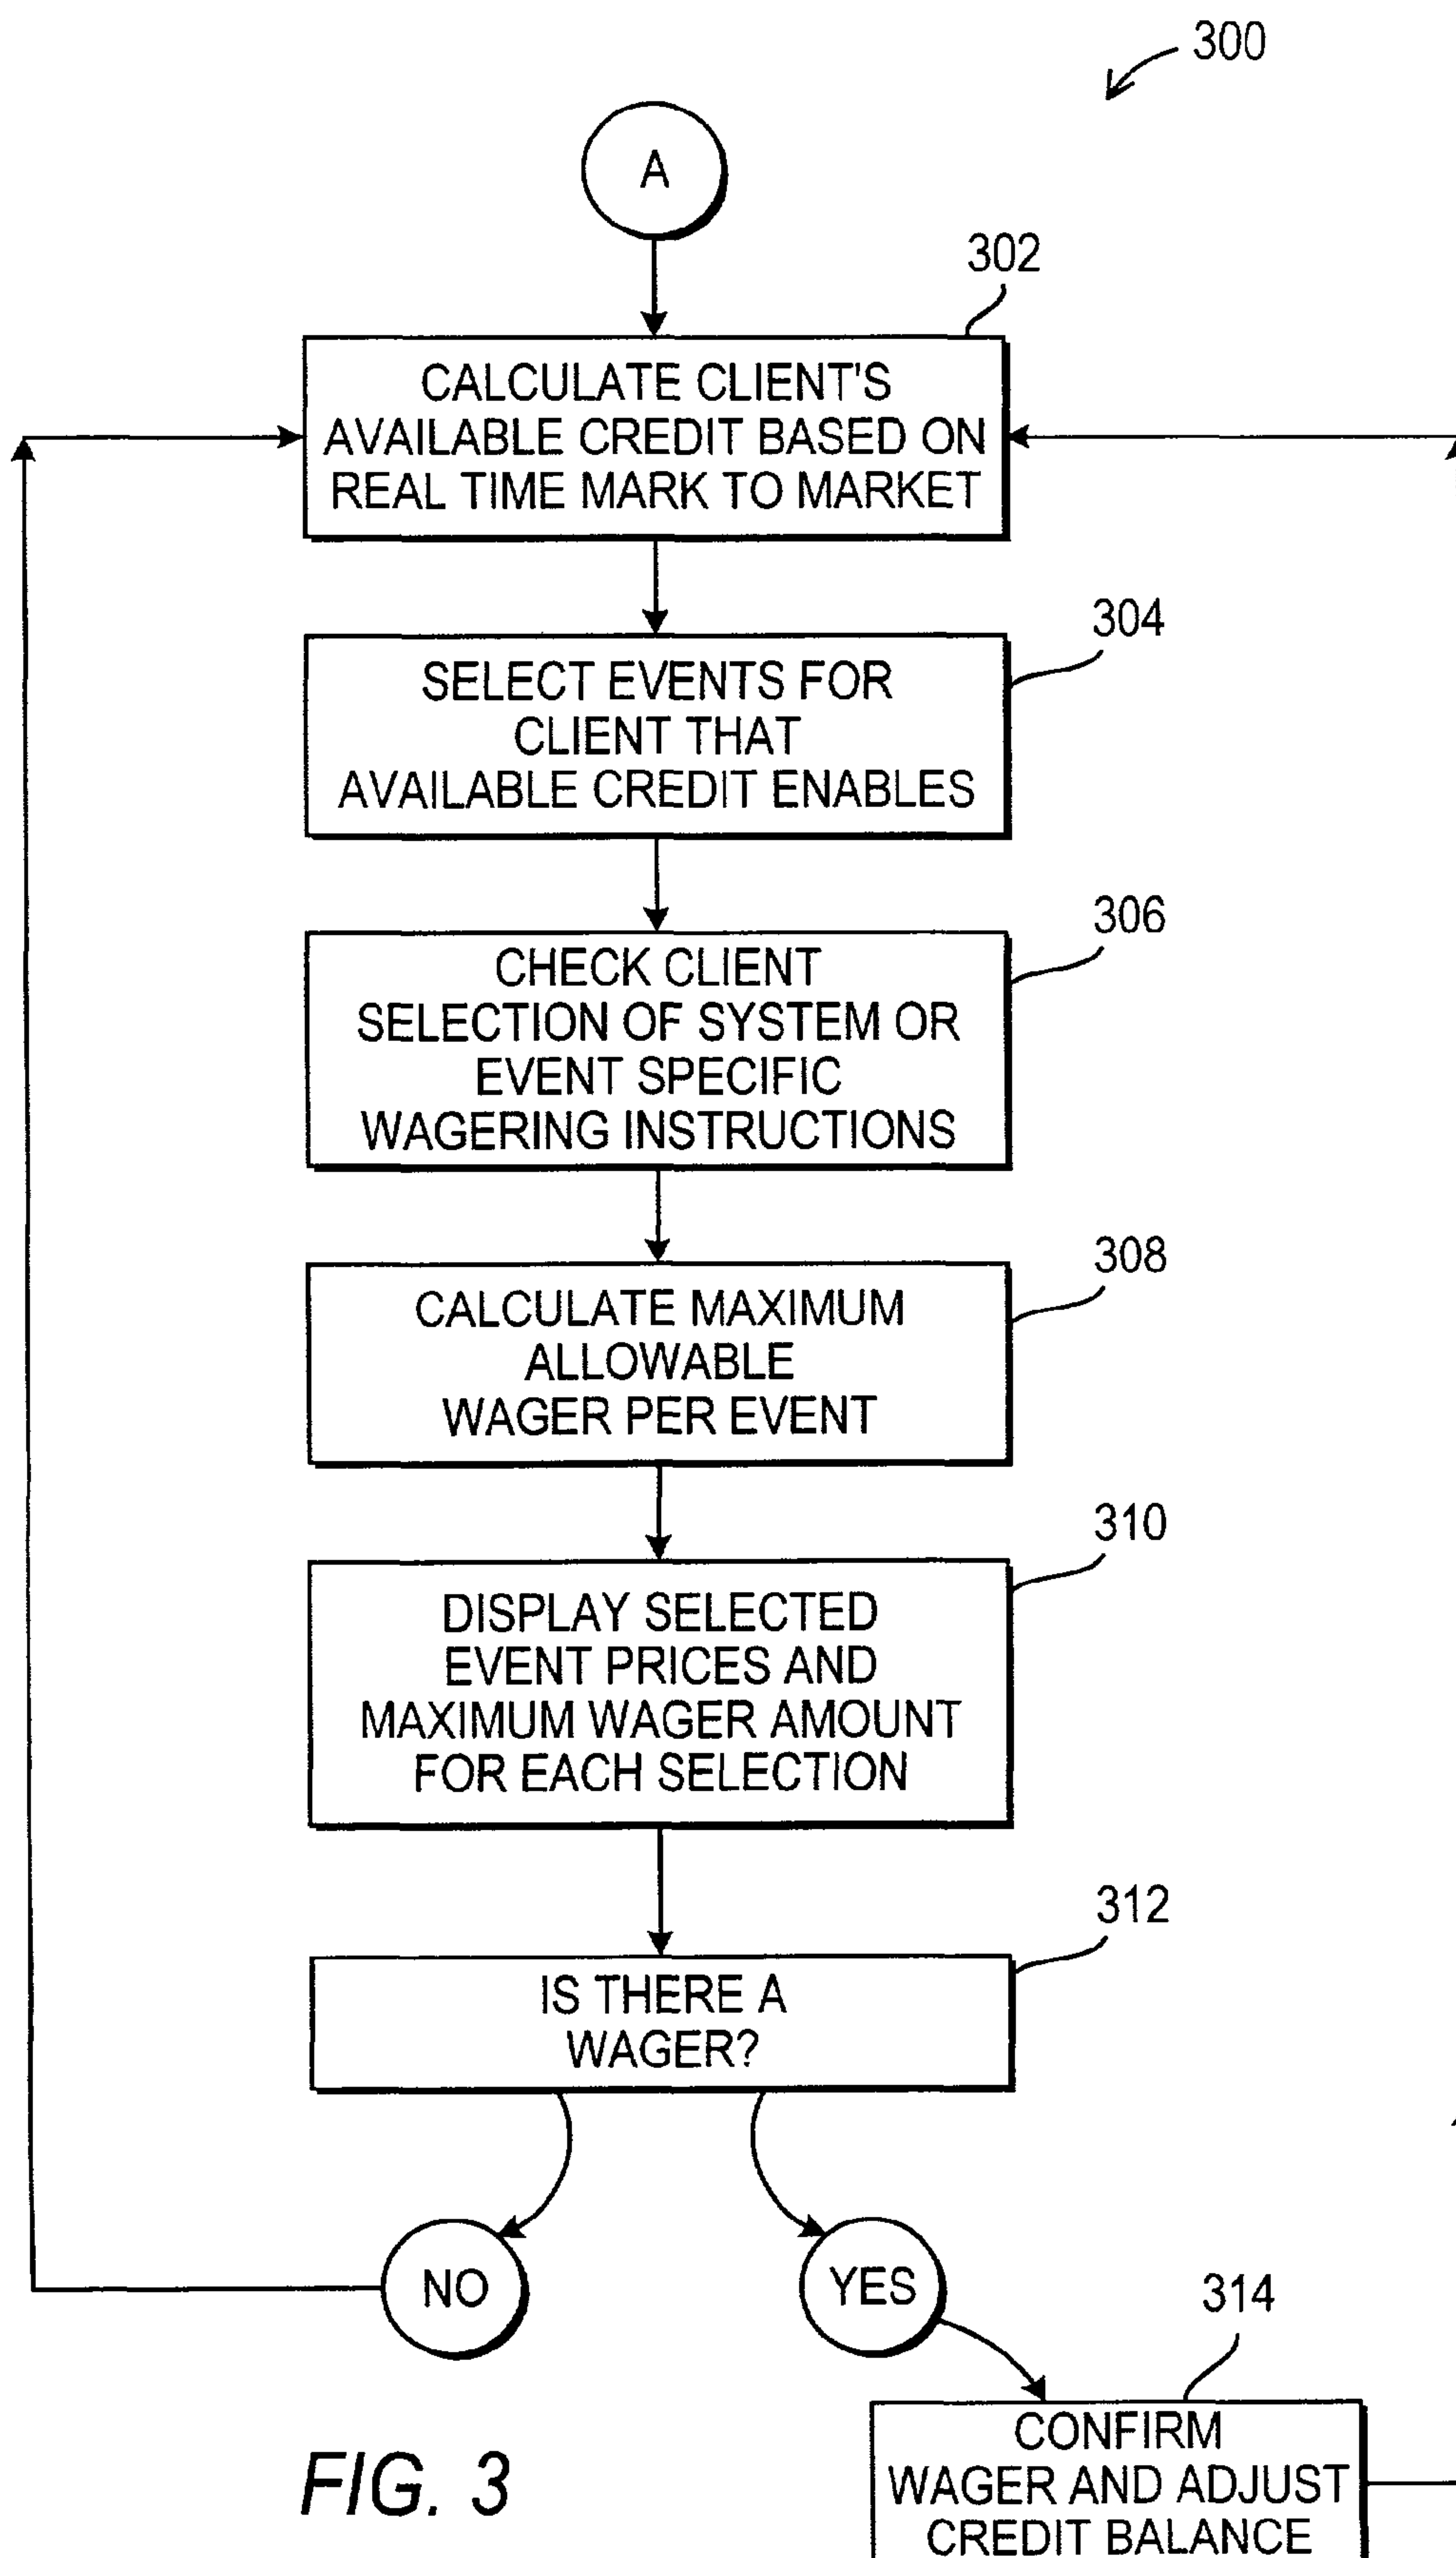 300
A
302
CALCULATE CLIENT'S
AVAILABLE CREDIT BASED ON
REAL TIME MARK TO MARKET
304
SELECT EVENTS FOR
CLIENT THAT
AVAILABLE CREDIT ENABLES
306
CHECK CLIENT
SELECTION OF SYSTEM OR
EVENT SPECIFIC
WAGERING INSTRUCTIONS
308
CALCULATE MAXIMUM
ALLOWABLE
WAGER PER EVENT
310
DISPLAY SELECTED
EVENT PRICES AND
MAXIMUM WAGER AMOUNT
FOR EACH SELECTION
312
IS THERE A
WAGER?
NO
YES
314
CONFIRM
WAGER AND ADJUST
CREDIT BALANCE
FIG. 3